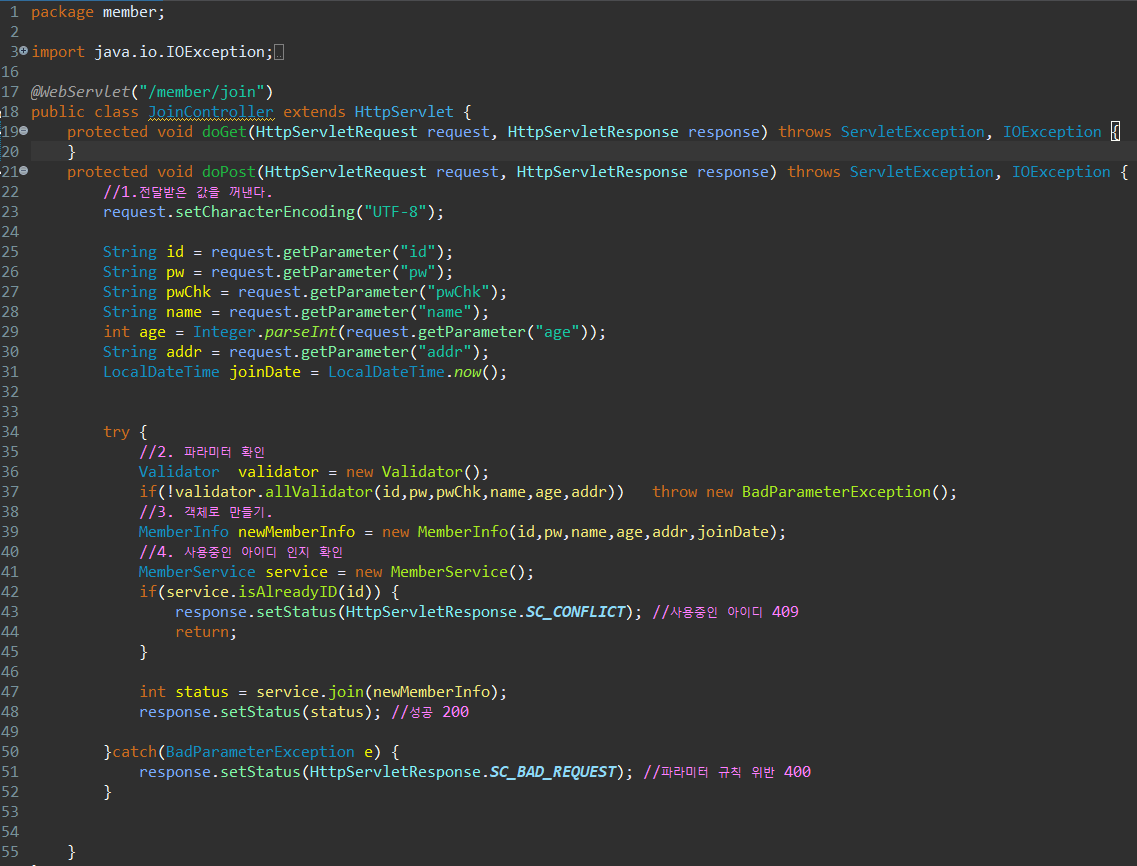 1 package member;
2
3 import java.io.IOException;
16
17 @WebServlet("/member/join")
18 public class JoinController extends HttpServlet {
19     protected void doGet(HttpServletRequest request, HttpServletResponse response) throws ServletException, IOException {
20     }
21     protected void doPost(HttpServletRequest request, HttpServletResponse response) throws ServletException, IOException {
22         //1.전달받은 값을 꺼낸다.
23         request.setCharacterEncoding("UTF-8");
24
25         String id = request.getParameter("id");
26         String pw = request.getParameter("pw");
27         String pwChk = request.getParameter("pwChk");
28         String name = request.getParameter("name");
29         int age = Integer.parseInt(request.getParameter("age"));
30         String addr = request.getParameter("addr");
31         LocalDateTime joinDate = LocalDateTime.now();
32
33
34         try {
35             //2. 파라미터 확인
36             Validator  validator = new Validator();
37             if(!validator.allValidator(id,pw,pwChk,name,age,addr))   throw new BadParameterException();
38             //3. 객체로 만들기.
39             MemberInfo newMemberInfo = new MemberInfo(id,pw,name,age,addr,joinDate);
40             //4. 사용중인 아이디 인지 확인
41             MemberService service = new MemberService();
42             if(service.isAlreadyID(id)) {
43                 response.setStatus(HttpServletResponse.SC_CONFLICT); //사용중인 아이디 409
44                 return;
45             }
46
47             int status = service.join(newMemberInfo);
48             response.setStatus(status); //성공 200
49
50         }catch(BadParameterException e) {
51             response.setStatus(HttpServletResponse.SC_BAD_REQUEST); //파라미터 규칙 위반 400
52         }
53
54
55     }